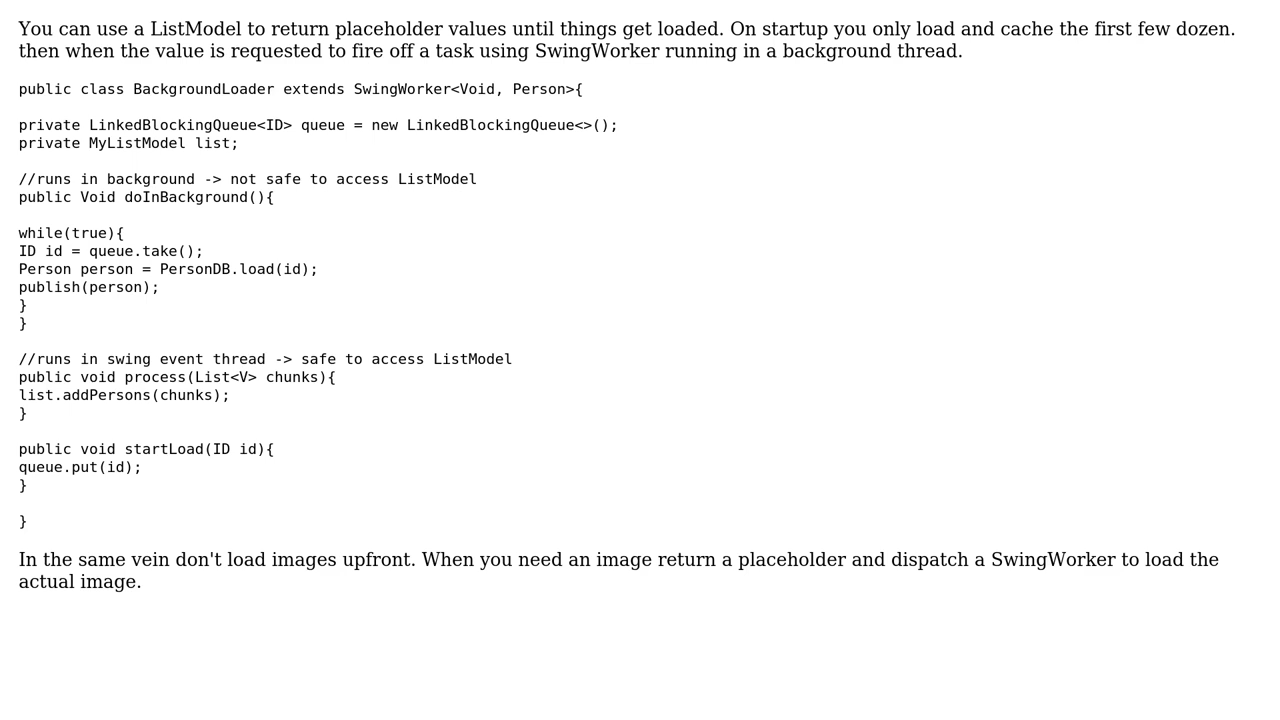 You can use a ListModel to return placeholder values until things get loaded. On startup you only load and cache the first few dozen.
then when the value is requested to fire off a task using SwingWorker running in a background thread.
public class BackgroundLoader extends SwingWorker<Void, Person>{
private LinkedBlockingQueue<ID> queue = new LinkedBlockingQueue<>();
private MyListModel list;
//runs in background -> not safe to access ListModel
public Void doInBackground(){
while(true){
ID id = queue.take();
Person person = PersonDB.load(id);
publish(person);
}
}
//runs in swing event thread -> safe to access ListModel
public void process(List<V> chunks){
list.addPersons(chunks);
}
public void startLoad(ID id){
queue.put(id);
}
}
In the same vein don't load images upfront. When you need an image return a placeholder and dispatch a SwingWorker to load the
actual image.